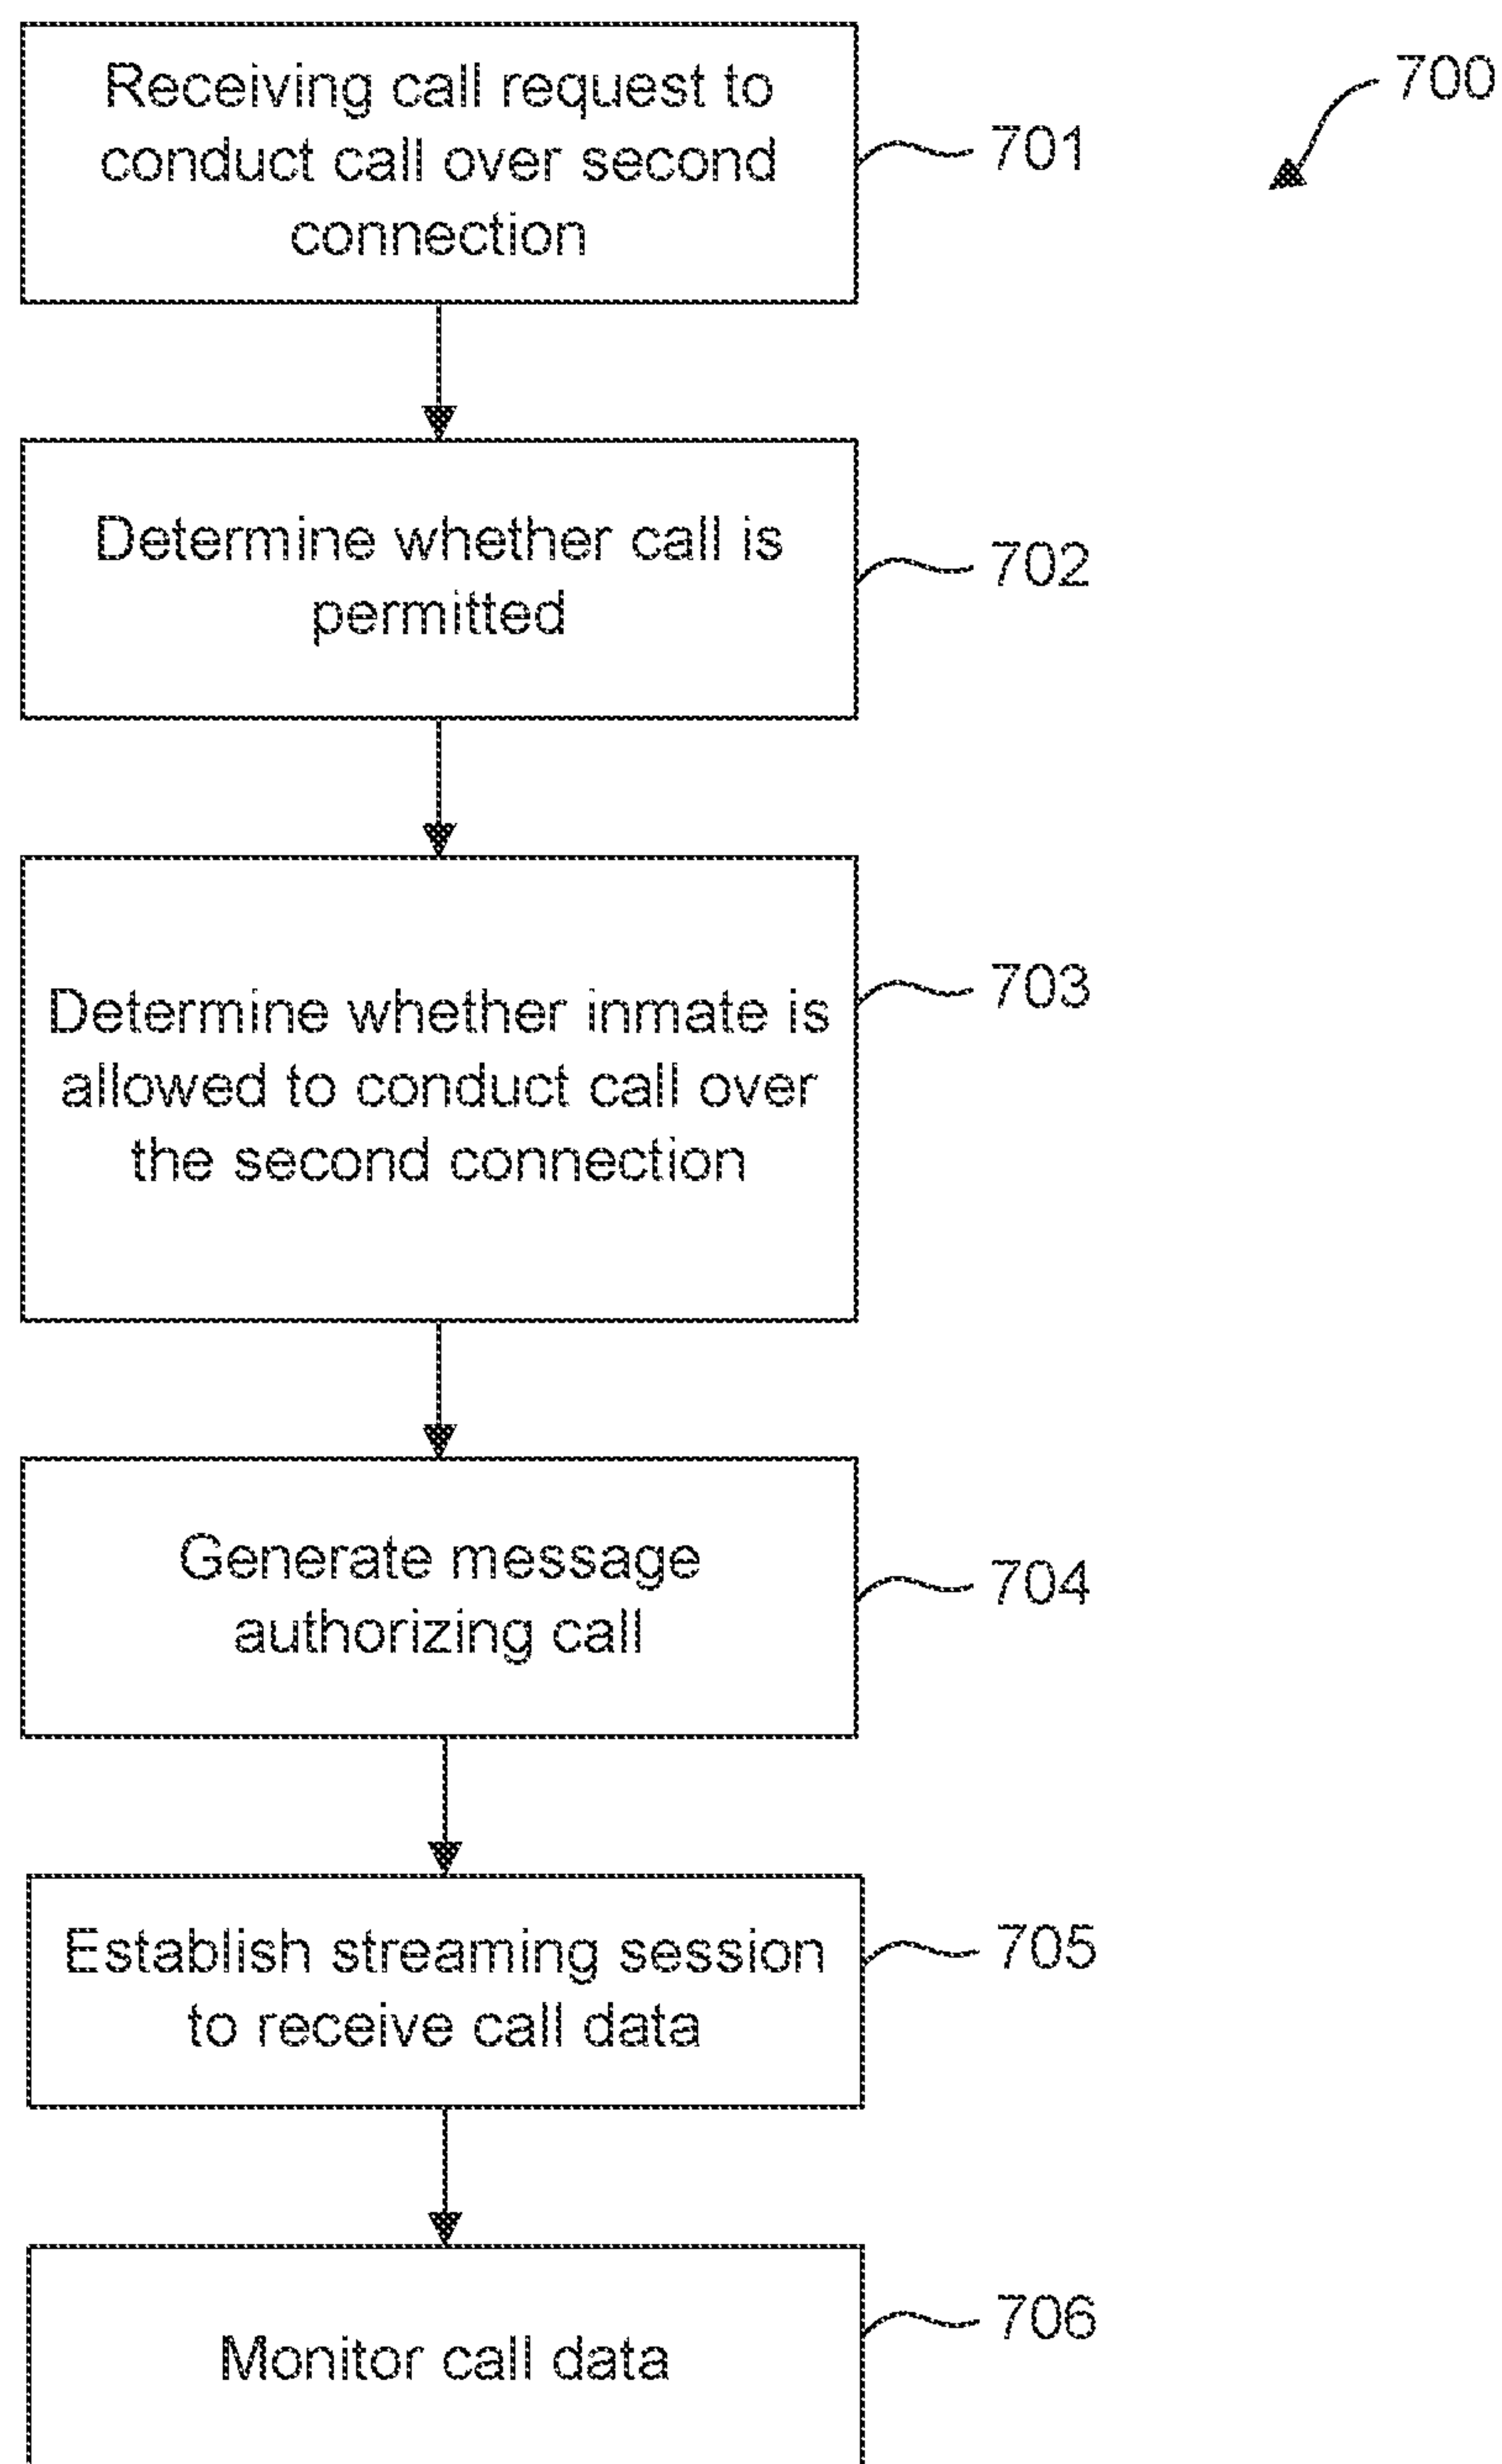 700
Receiving call request to
conduct call over second
connection
701
Determine whether call is
permitted
702
Determine whether inmate is
allowed to conduct call over
the second connection
703
Generate message
authorizing call
704
Establish streaming session
to receive call data
705
Monitor call data
706